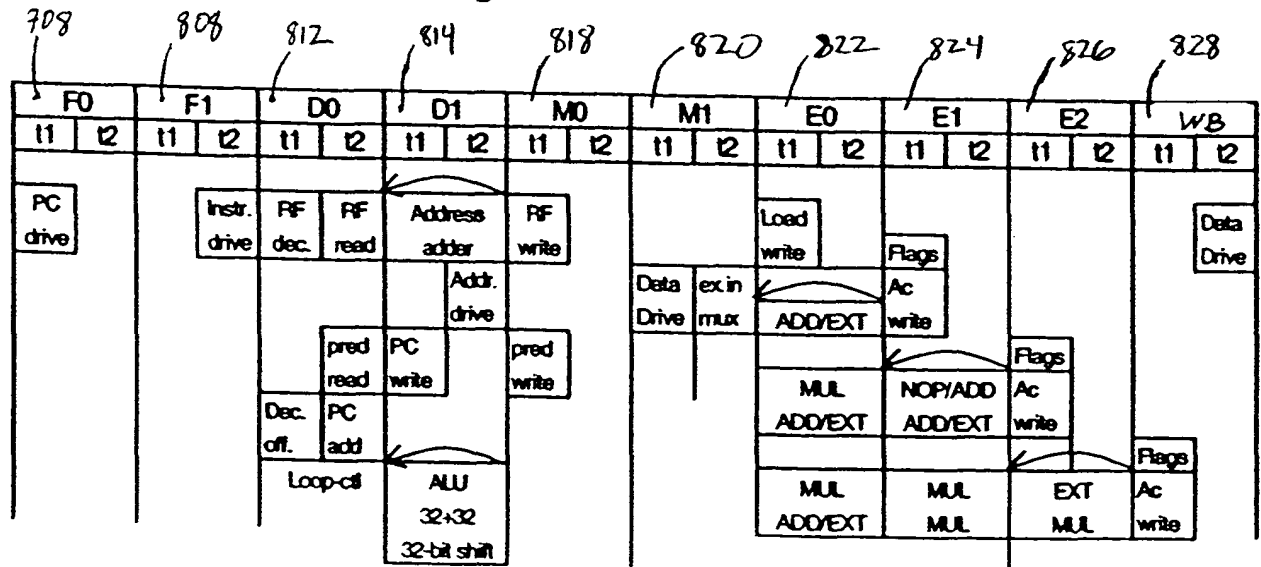 708 808 812 814 818 820 822 824 826 828
F0 F1 D0 D1 M0 M1 E0 E1 E2 WB
t1 t2 t1 t2 t1 t2 t1 t2 t1 t2 t1 t2 t1 t2 t1 t2 t1 t2 t1 t2
PC Instr. RF RF Address RF Load Data
drive drive dec. read adder write write Flags Drive
Addr. Data ex.in Ac
drive Drive mux ADD/EXT write
pred PC pred Flags
read write write MUL NOP/ADD Ac
Dec. PC ADD/EXT ADD/EXT write
off. add Flags
Loop-ctl ALU MUL MUL EXT Ac
32+32 ADD/EXT MUL MUL write
32-bit shift